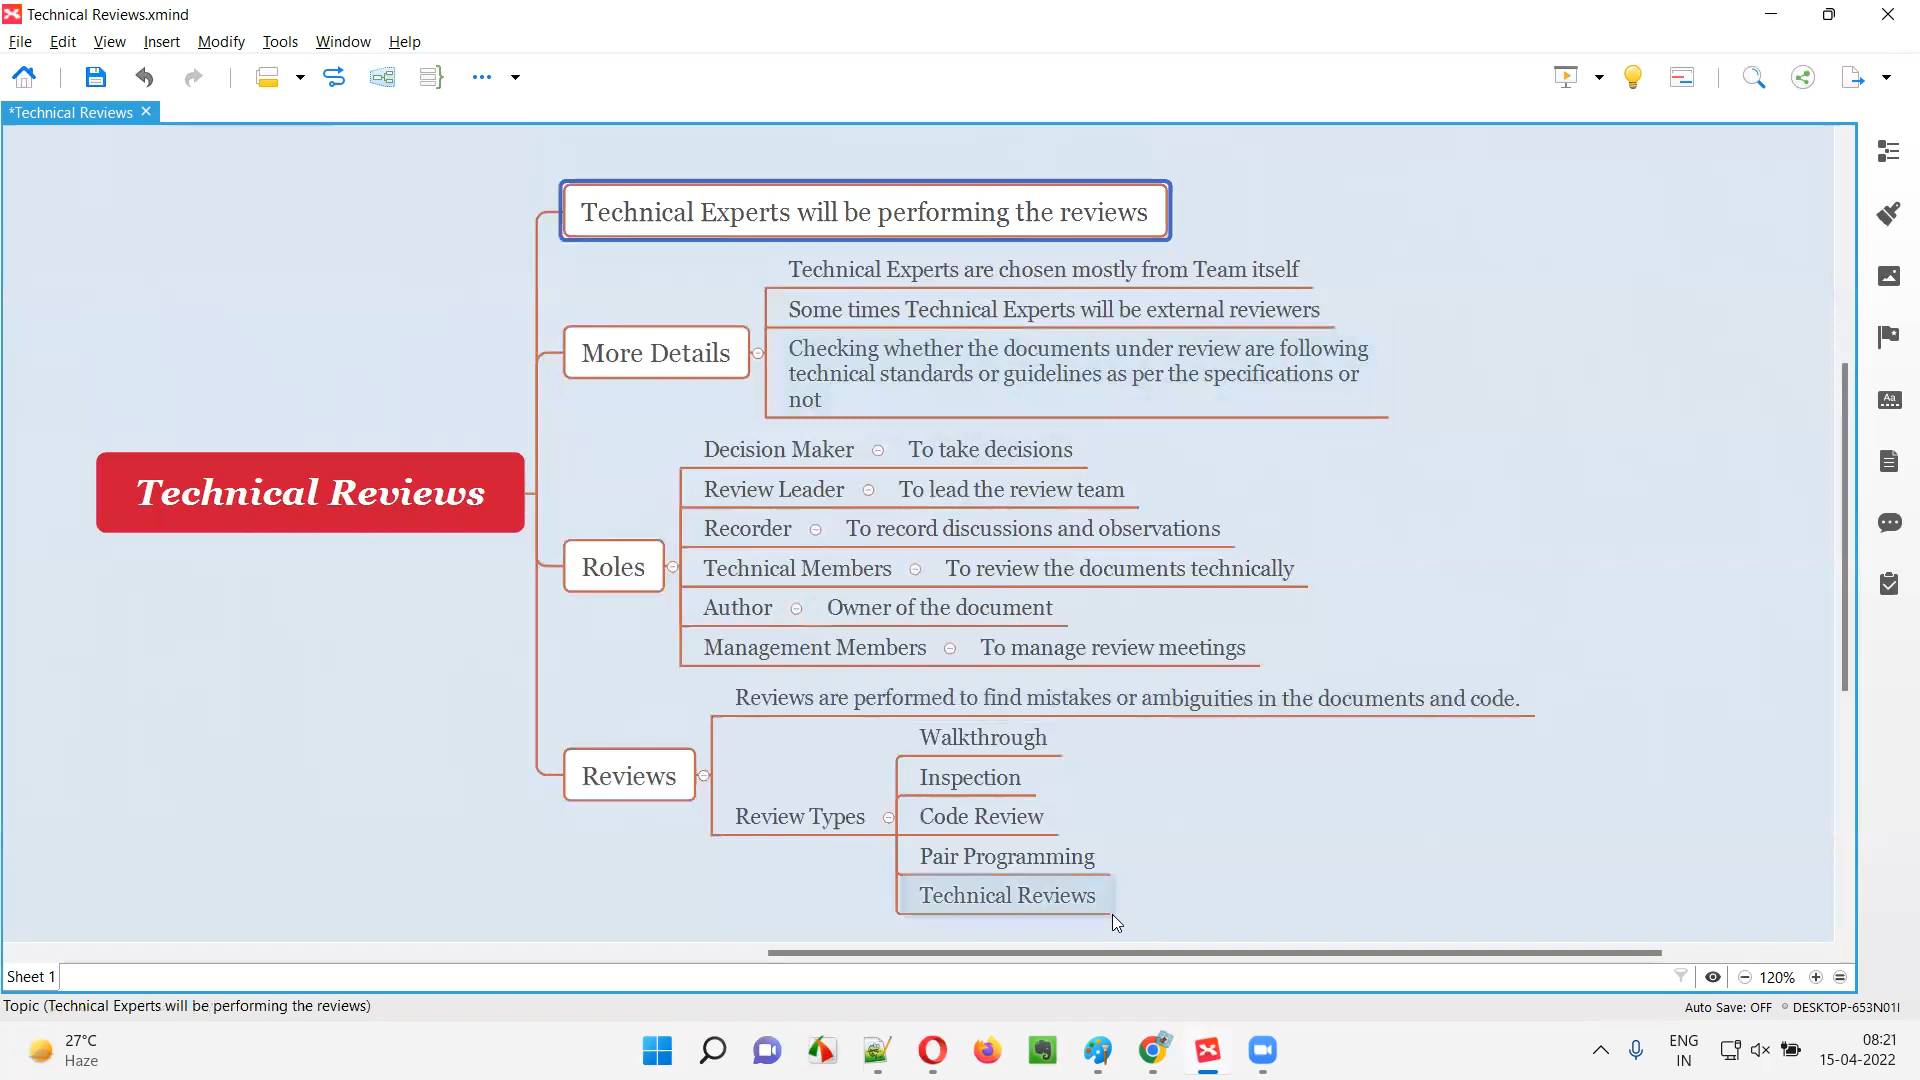 Technical Reviews.xmind
File Edit View Insert Modify Tools Window Help
*Technical Reviews
Technical Experts will be performing the reviews
Technical Experts are chosen mostly from Team itself
Some times Technical Experts will be external reviewers
More Details
Checking whether the documents under review are following
technical standards or guidelines as per the specifications or
not
Technical Reviews
Decision Maker To take decisions
Review Leader To lead the review team
Recorder To record discussions and observations
Roles
Technical Members To review the documents technically
Author Owner of the document
Management Members To manage review meetings
Reviews are performed to find mistakes or ambiguities in the documents and code.
Reviews
Walkthrough
Inspection
Review Types
Code Review
Pair Programming
Technical Reviews
Aa
Sheet 1
120%
Topic (Technical Experts will be performing the reviews)
Auto Save: OFF
DESKTOP-653N01I
27°C
Haze
ENG
IN
08:21
15-04-2022